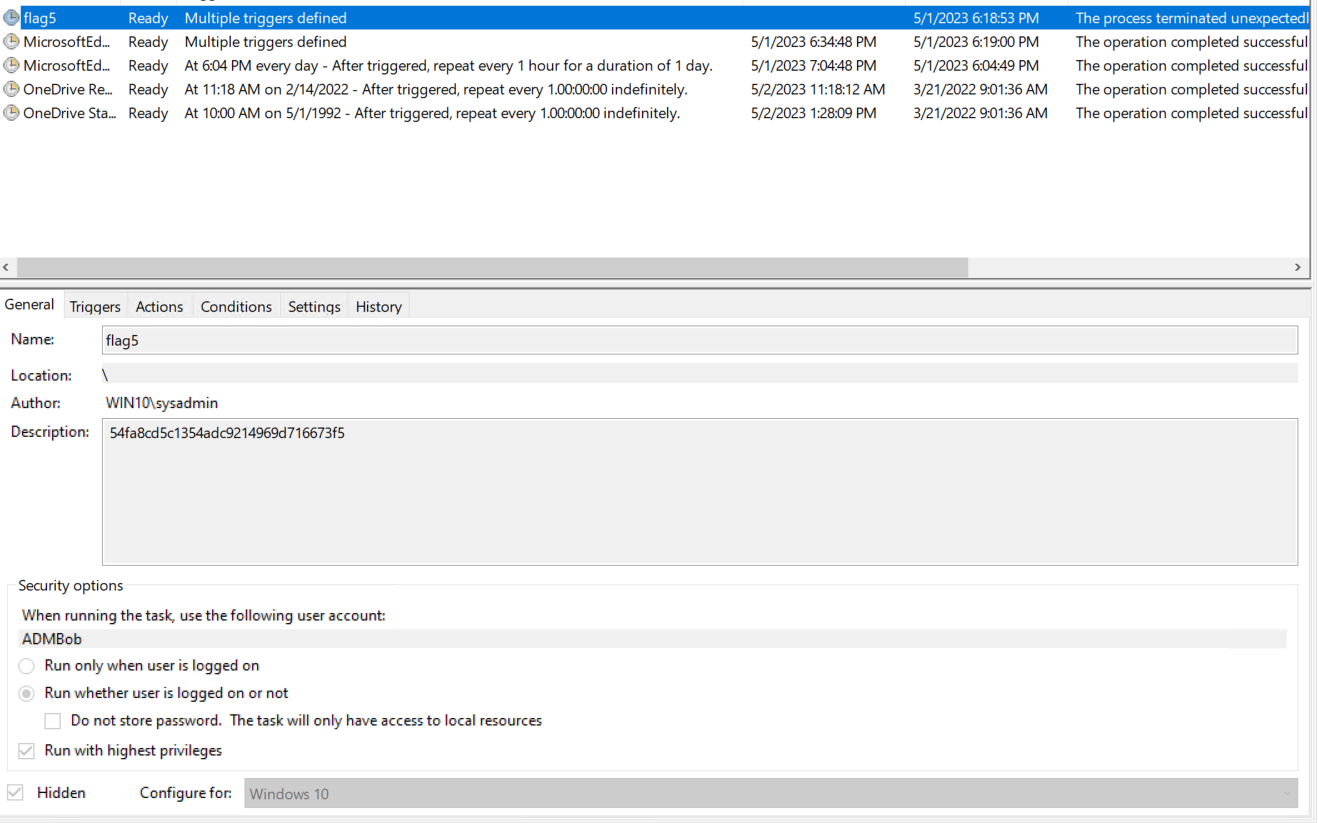 flag5 Ready Multiple triggers defined 5/1/2023 6:18:53 PM The process terminated unexpectedl
MicrosoftEd... Ready Multiple triggers defined 5/1/2023 6:34:48 PM 5/1/2023 6:19:00 PM The operation completed successful
MicrosoftEd... Ready At 6:04 PM every day - After triggered, repeat every 1 hour for a duration of 1 day. 5/1/2023 7:04:48 PM 5/1/2023 6:04:49 PM The operation completed successful
OneDrive Re... Ready At 11:18 AM on 2/14/2022 - After triggered, repeat every 1.00:00:00 indefinitely. 5/2/2023 11:18:12 AM 3/21/2022 9:01:36 AM The operation completed successful
OneDrive Sta... Ready At 10:00 AM on 5/1/1992 - After triggered, repeat every 1.00:00:00 indefinitely. 5/2/2023 1:28:09 PM 3/21/2022 9:01:36 AM The operation completed successful
General Triggers Actions Conditions Settings History
Name: flag5
Location: \
Author: WIN10\sysadmin
Description: 54fa8cd5c1354adc9214969d716673f5
Security options
When running the task, use the following user account:
ADMBob
Run only when user is logged on
Run whether user is logged on or not
Do not store password. The task will only have access to local resources
Run with highest privileges
Hidden Configure for: Windows 10